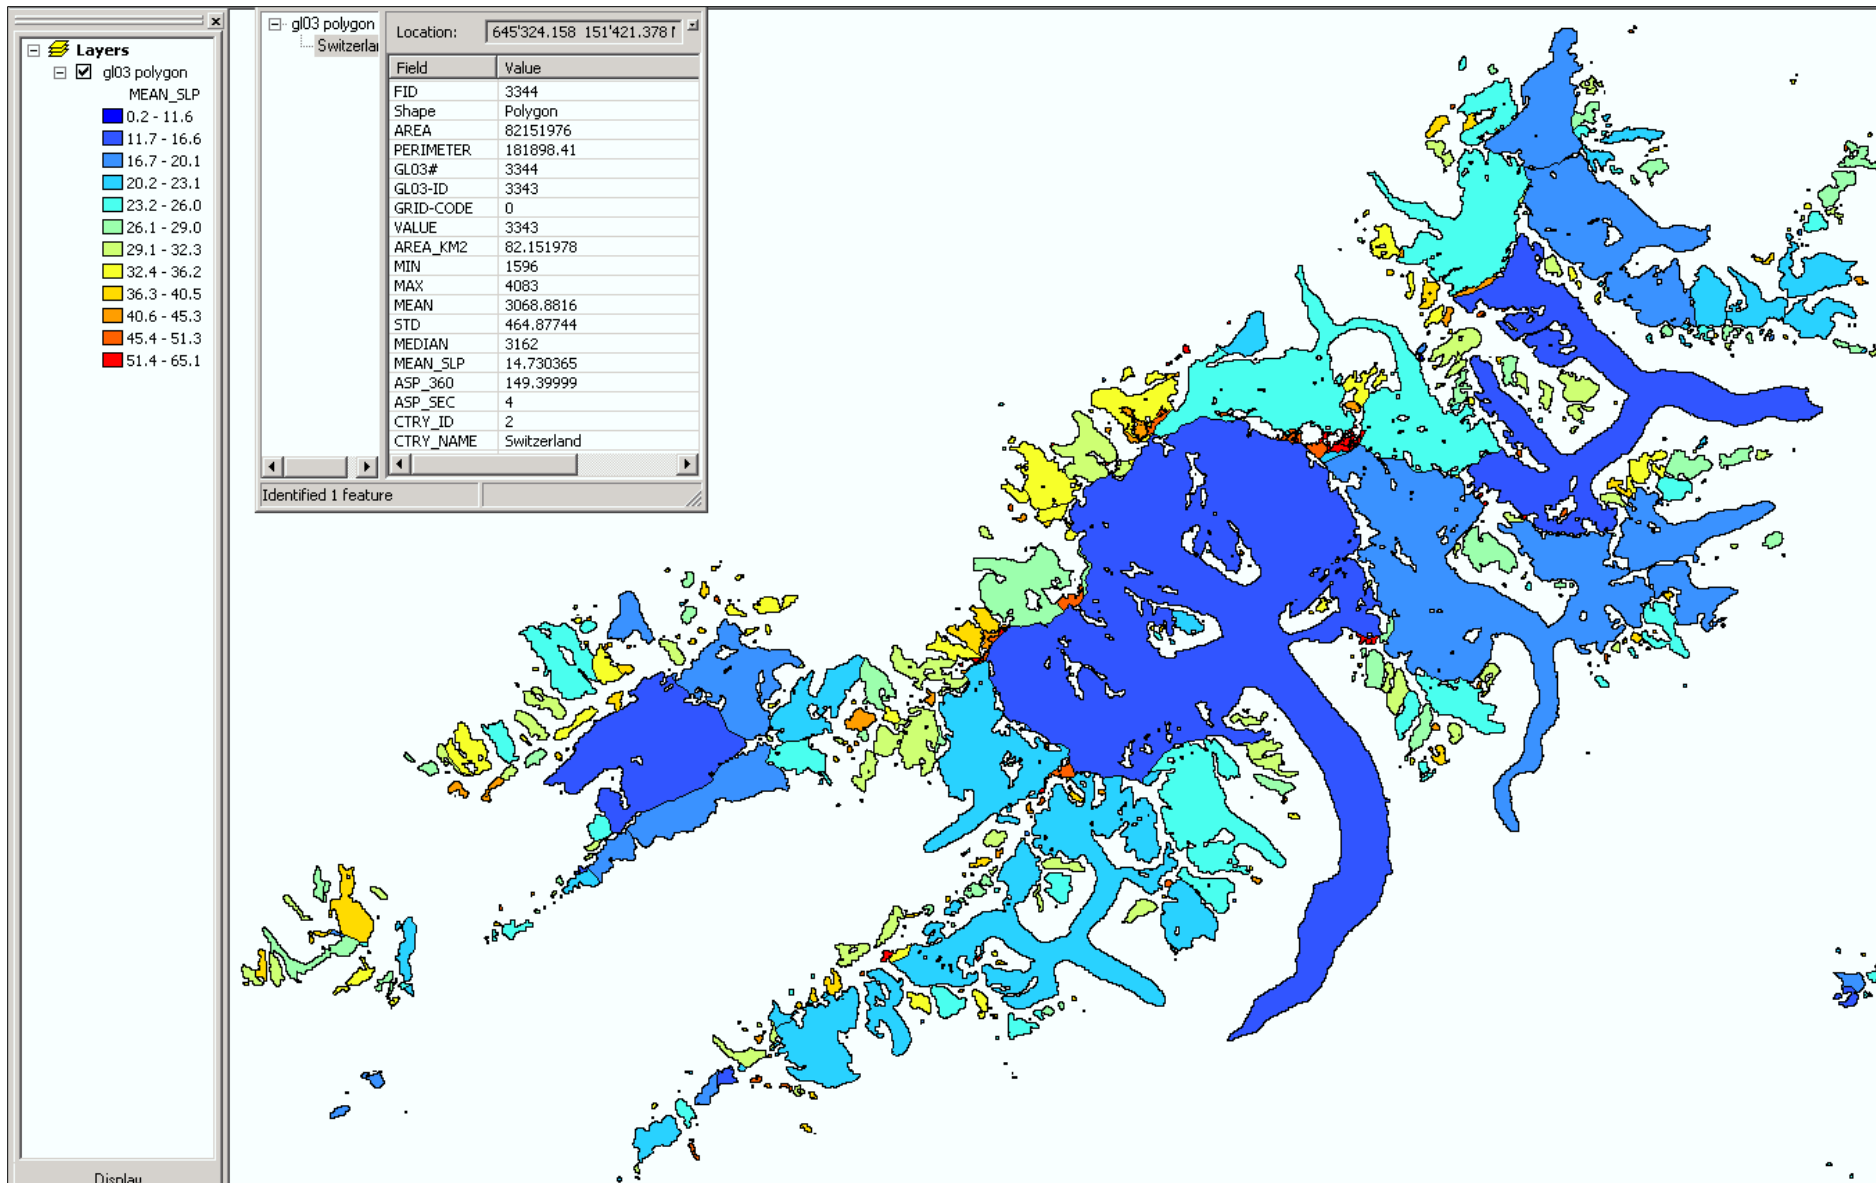 Layers
gl03 polygon
MEAN_SLP
0.2 - 11.6
11.7 - 16.6
16.7 - 20.1
20.2 - 23.1
23.2 - 26.0
26.1 - 29.0
29.1 - 32.3
32.4 - 36.2
36.3 - 40.5
40.6 - 45.3
45.4 - 51.3
51.4 - 65.1
Display
gl03 polygon
Switzerla
Location: 645'324.158 151'421.378
Field Value
FID 3344
Shape Polygon
AREA 82151976
PERIMETER 181898.41
GL03# 3344
GL03-ID 3343
GRID-CODE 0
VALUE 3343
AREA_KM2 82.151978
MIN 1596
MAX 4083
MEAN 3068.8816
STD 464.87744
MEDIAN 3162
MEAN_SLP 14.730365
ASP_360 149.39999
ASP_SEC 4
CTRY_ID 2
CTRY_NAME Switzerland
Identified 1 feature